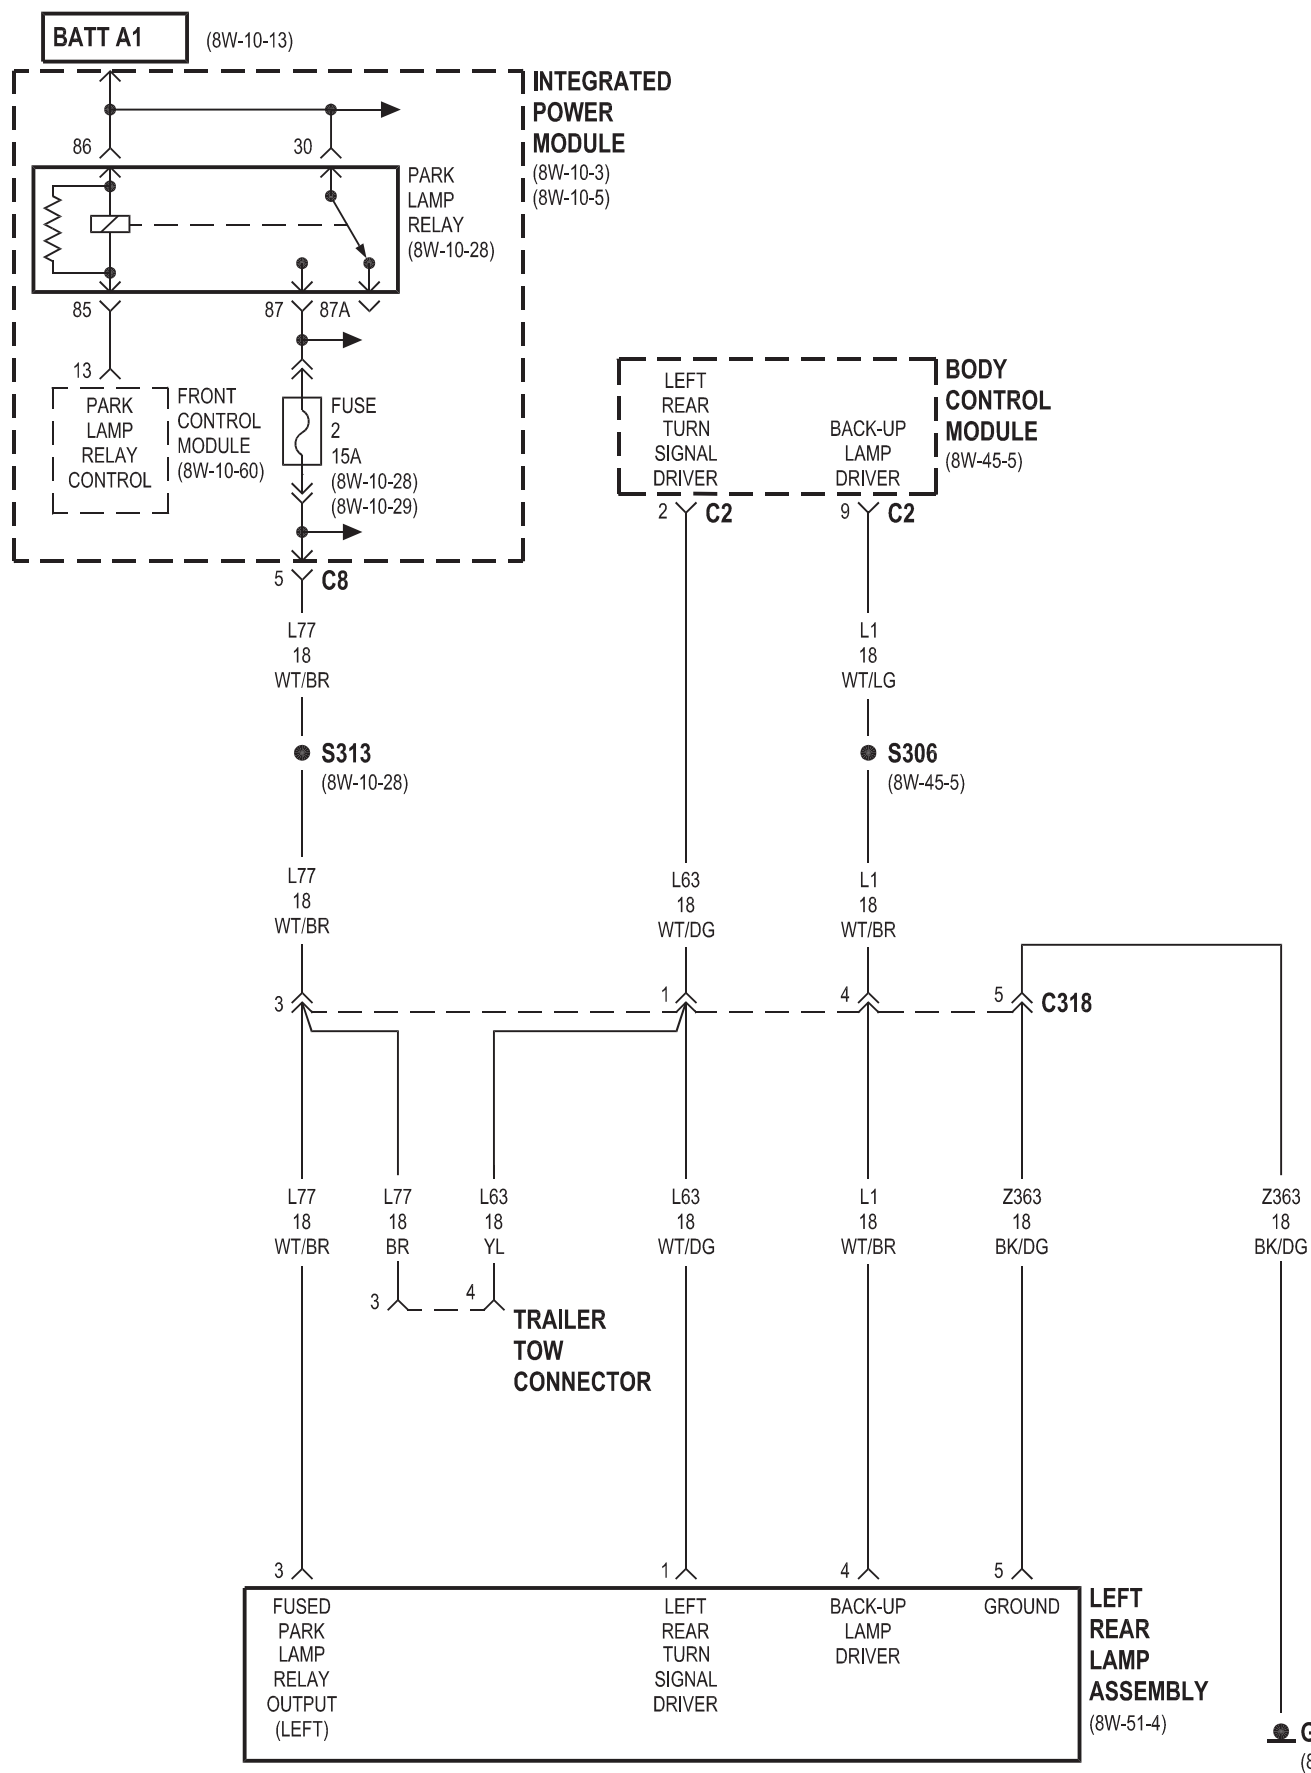 BATT A1
(8W-10-13)
INTEGRATED
POWER
MODULE
(8W-10-3)
(8W-10-5)
86
30
PARK
LAMP
RELAY
(8W-10-28)
85
87
87A
13
PARK
LAMP
RELAY
CONTROL
FRONT
CONTROL
MODULE
(8W-10-60)
FUSE
2
15A
(8W-10-28)
(8W-10-29)
LEFT
REAR
TURN
SIGNAL
DRIVER
BACK-UP
LAMP
DRIVER
BODY
CONTROL
MODULE
(8W-45-5)
2
C2
9
C2
5
C8
L77
18
WT/BR
L1
18
WT/LG
S313
(8W-10-28)
S306
(8W-45-5)
L77
18
WT/BR
L63
18
WT/DG
L1
18
WT/BR
3
1
4
5
C318
L77
18
WT/BR
L77
18
BR
L63
18
YL
L63
18
WT/DG
L1
18
WT/BR
Z363
18
BK/DG
Z363
18
BK/DG
3
4
TRAILER
TOW
CONNECTOR
3
1
4
5
FUSED
PARK
LAMP
RELAY
OUTPUT
(LEFT)
LEFT
REAR
TURN
SIGNAL
DRIVER
BACK-UP
LAMP
DRIVER
GROUND
LEFT
REAR
LAMP
ASSEMBLY
(8W-51-4)